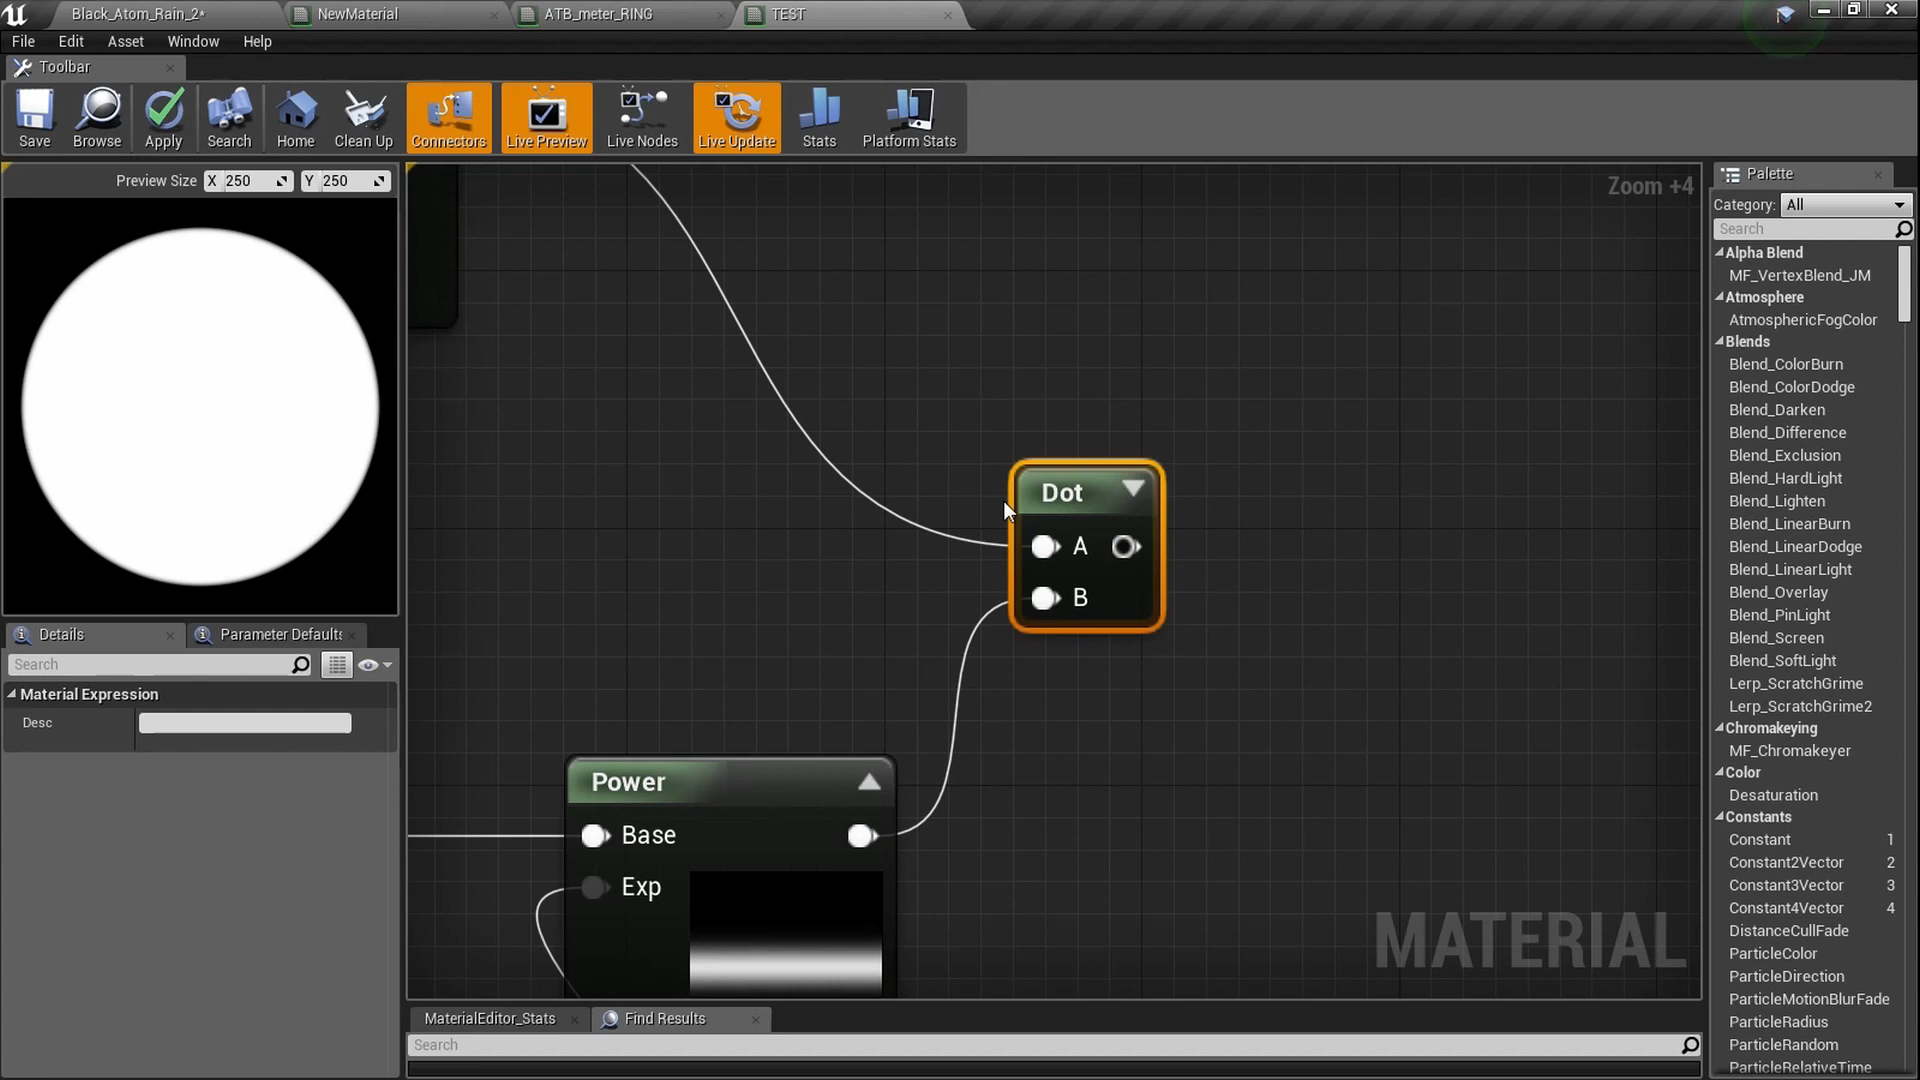 Black_Atom_Rain_2*
NewMaterial
ATB_meter_RING
TEST
File
Edit
Asset
Window
Help
Toolbar
Save
Browse
Apply
Search
Home
Clean Up
Connectors
Live Preview
Live Nodes
Live Update
Stats
Platform Stats
Preview Size X 250 Y 250
Zoom +4
Dot
A
B
Power
Base
Exp
MATERIAL
Details
Parameter Defaults
Search
Material Expression
Desc
MaterialEditor_Stats
Find Results
Search
Palette
Category: All
Search
Alpha Blend
MF_VertexBlend_JM
Atmosphere
AtmosphericFogColor
Blends
Blend_ColorBurn
Blend_ColorDodge
Blend_Darken
Blend_Difference
Blend_Exclusion
Blend_HardLight
Blend_Lighten
Blend_LinearBurn
Blend_LinearDodge
Blend_LinearLight
Blend_Overlay
Blend_PinLight
Blend_Screen
Blend_SoftLight
Lerp_ScratchGrime
Lerp_ScratchGrime2
Chromakeying
MF_Chromakeyer
Color
Desaturation
Constants
Constant 1
Constant2Vector 2
Constant3Vector 3
Constant4Vector 4
DistanceCullFade
ParticleColor
ParticleDirection
ParticleMotionBlurFade
ParticleRadius
ParticleRandom
ParticleRelativeTime